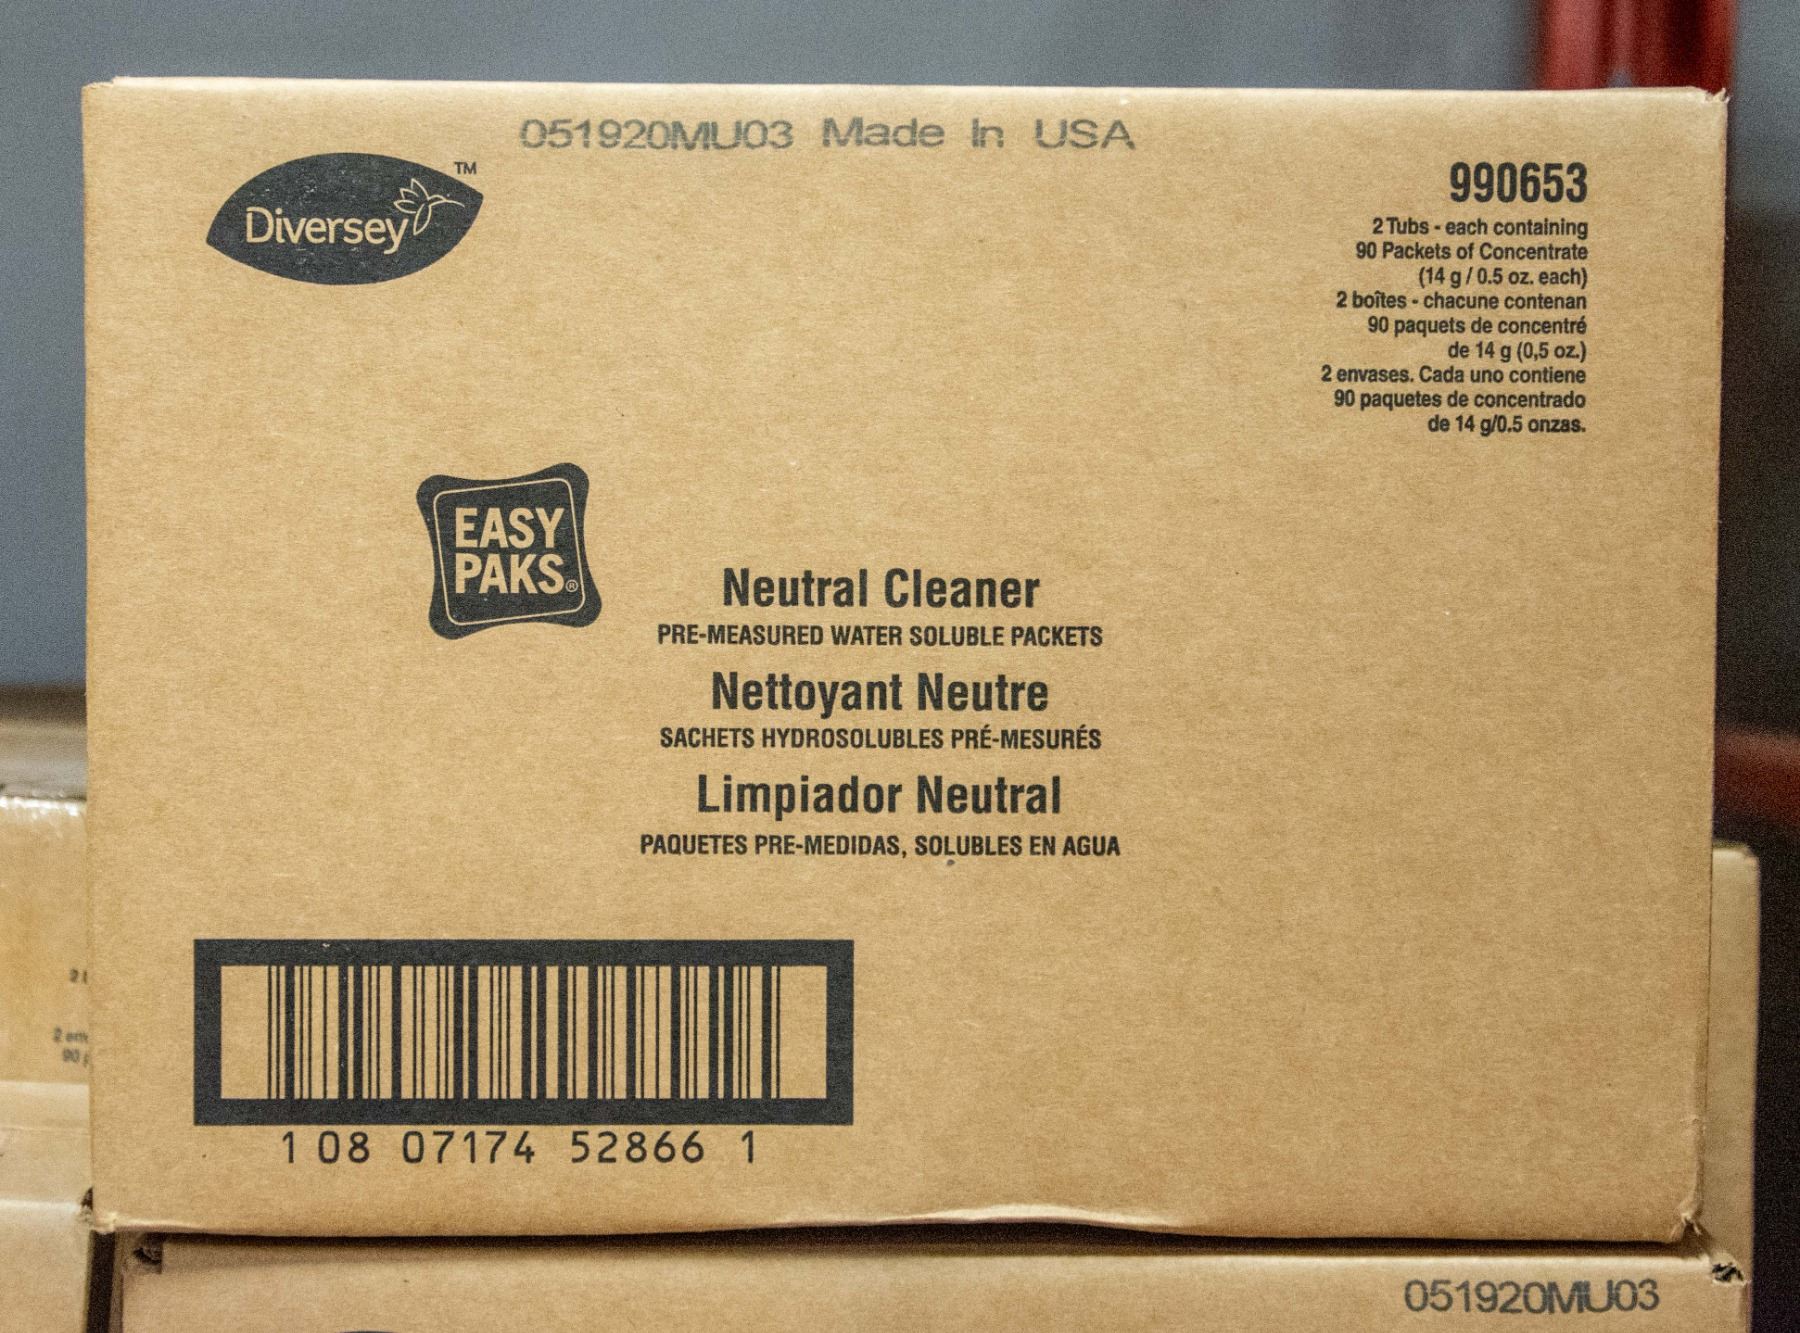 051920MU03 Made In USA
Diversey™
990653
2 Tubs - each containing
90 Packets of Concentrate
(14 g / 0.5 oz. each)
2 boîtes - chacune contenan
90 paquets de concentré
de 14 g (0,5 oz.)
2 envases. Cada uno contiene
90 paquetes de concentrado
de 14 g/0.5 onzas.
EASY
PAKS®
Neutral Cleaner
PRE-MEASURED WATER SOLUBLE PACKETS
Nettoyant Neutre
SACHETS HYDROSOLUBLES PRÉ-MESURÉS
Limpiador Neutral
PAQUETES PRE-MEDIDAS, SOLUBLES EN AGUA
1 08 07174 52866 1
051920MU03